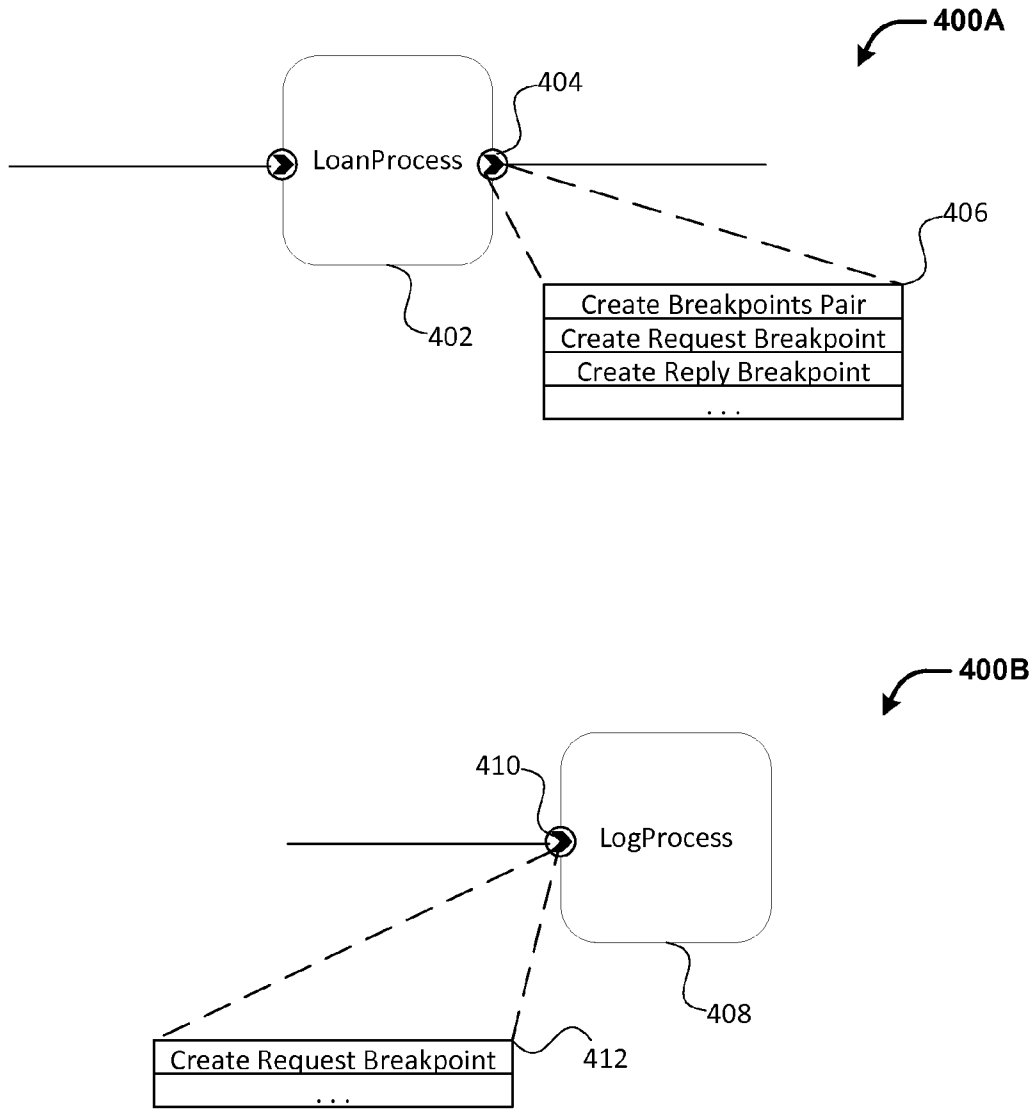 400A
404
LoanProcess
406
Create Breakpoints Pair
402
Create Request Breakpoint
Create Reply Breakpoint
. . .
400B
410
LogProcess
408
412
Create Request Breakpoint
. . .